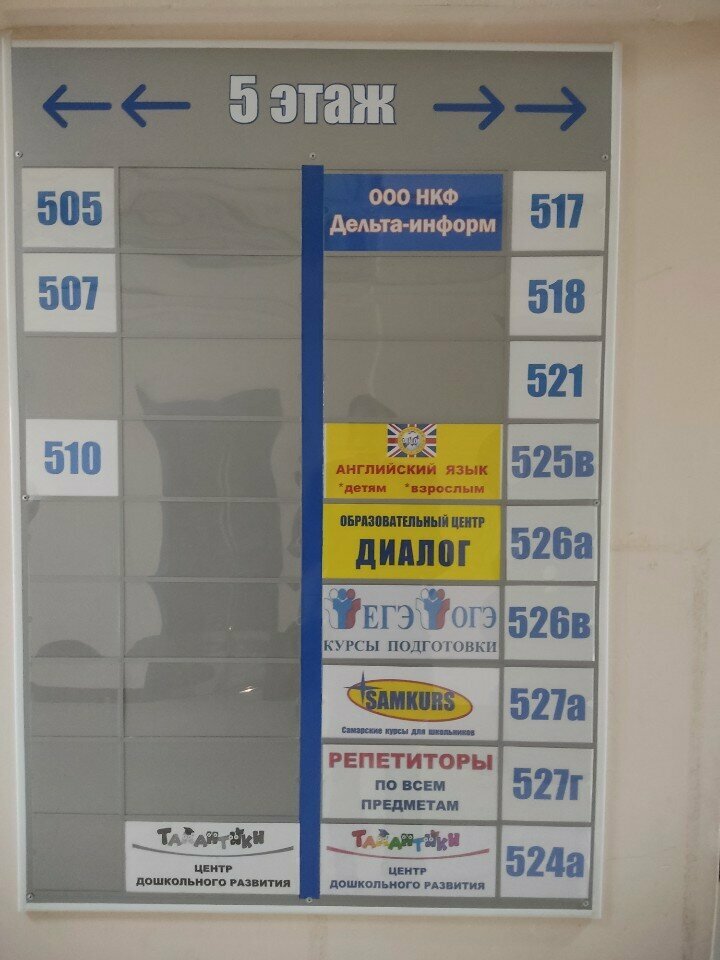 5 этаж
505
ООО НКФ
Дельта-информ
517
507
518
521
510
АНГЛИЙСКИЙ ЯЗЫК
*детям *взрослым
525в
ОБРАЗОВАТЕЛЬНЫЙ ЦЕНТР
ДИАЛОГ
526а
ЕГЭ ОГЭ
КУРСЫ ПОДГОТОВКИ
526в
SAMKURS
Самарские курсы для школьников
527а
РЕПЕТИТОРЫ
ПО ВСЕМ
ПРЕДМЕТАМ
527г
ТАЛАНТиКИ
ЦЕНТР
ДОШКОЛЬНОГО РАЗВИТИЯ
ТАЛАНТиКИ
ЦЕНТР
ДОШКОЛЬНОГО РАЗВИТИЯ
524а